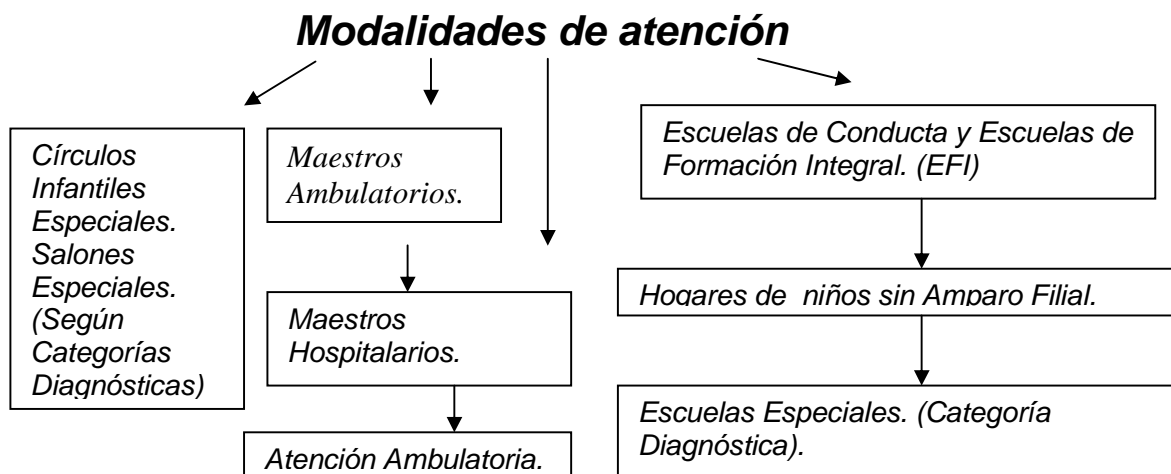 Modalidades de atención
Círculos
Infantiles
Especiales.
Salones
Especiales.
(Según
Categorías
Diagnósticas)
Maestros
Ambulatorios.
Maestros
Hospitalarios.
Atención Ambulatoria.
Escuelas de Conducta y Escuelas de
Formación Integral. (EFI)
Hogares de niños sin Amparo Filial.
Escuelas Especiales. (Categoría
Diagnóstica).